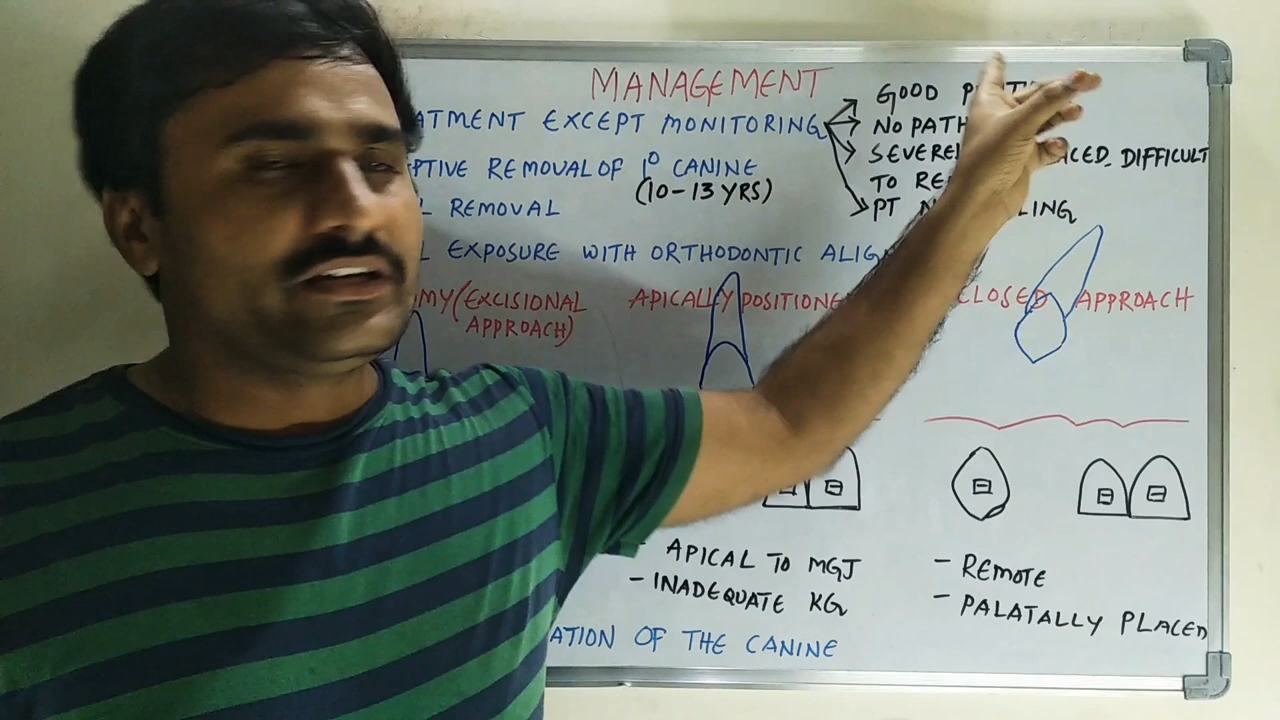 MANAGEMENT
ATMENT EXCEPT MONITORING
GOOD
NO PATH
SEVERE ACED, DIFFICULT
TO RE
PT LING
PTIVE REMOVAL OF 1° CANINE
(10-13 YRS)
L REMOVAL
L EXPOSURE WITH ORTHODONTIC ALIG
MY (EXCISIONAL
APPROACH)
APICALLY POSITIONE
CLOSED APPROACH
- APICAL TO MGJ
- INADEQUATE KG
- REMOTE
- PALATALLY PLACED
ATION OF THE CANINE